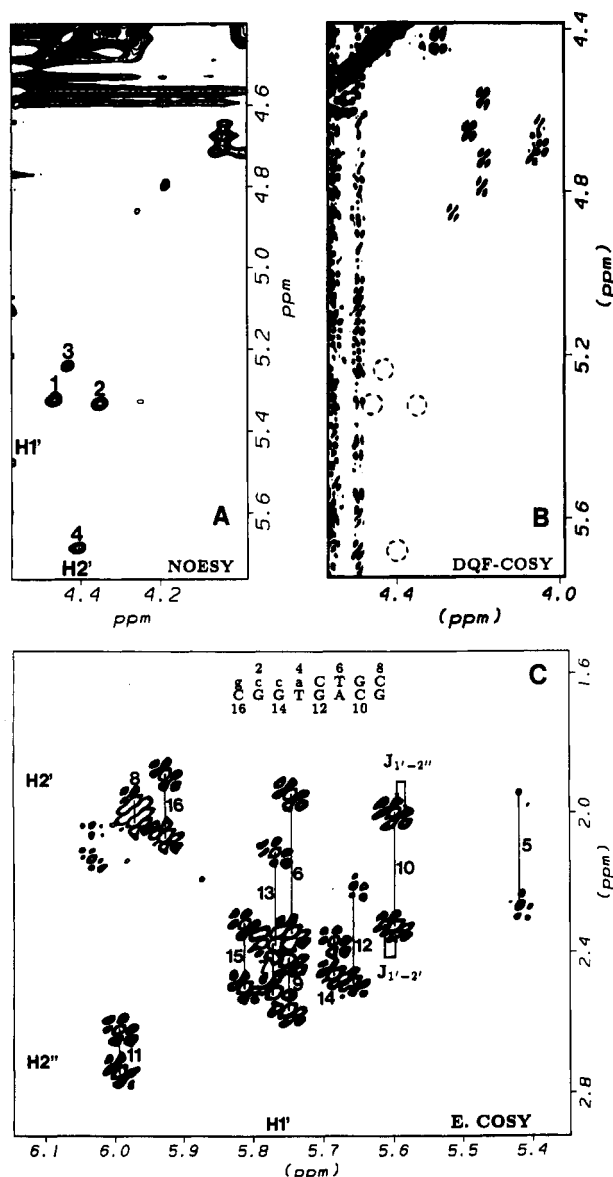 4.6
4.8
5.0
5.2
5.4
5.6
ppm
3
1
2
H1'
4
H2'
A
NOESY
4.4
4.2
ppm
4.4
4.8
5.2
5.6
(ppm)
B
DQF-COSY
4.4
4.0
(ppm)
2 4 6 8
g c c a C T G C
C G G T G A C G
16 14 12 10
C
1.6
2.0
2.4
2.8
(ppm)
H2'
8
16
J1'-2''
6
10
5
13
15
7
9
12
14
J1'-2'
H2''
11
H1'
E. COSY
6.1 6.0 5.9 5.8 5.7 5.6 5.5 5.4
(ppm)